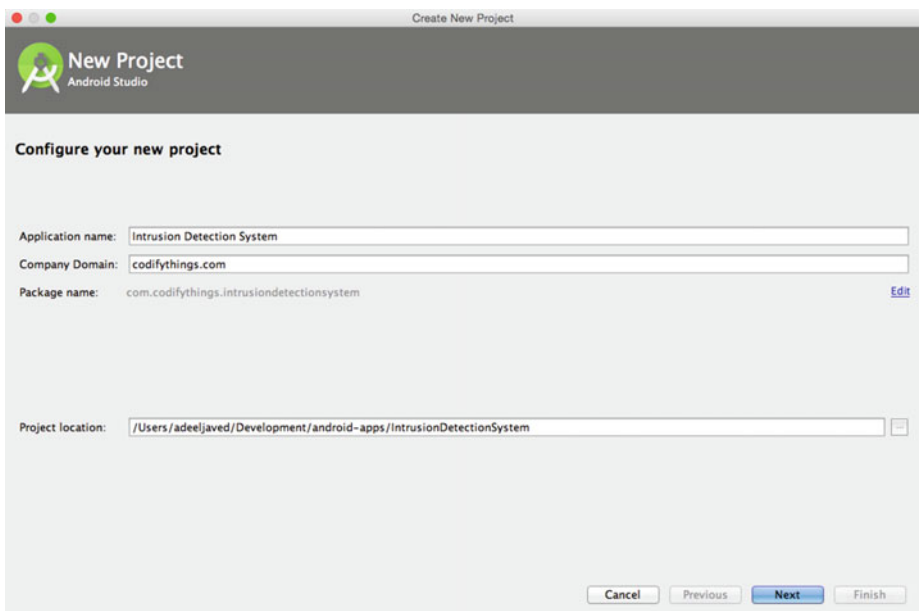 Create New Project
New Project
Android Studio
Configure your new project
Application name: Intrusion Detection System
Company Domain: codifythings.com
Package name: com.codifythings.intrusiondetectionsystem Edit
Project location: /Users/adeeljaved/Development/android-apps/IntrusionDetectionSystem ...
Cancel Previous Next Finish